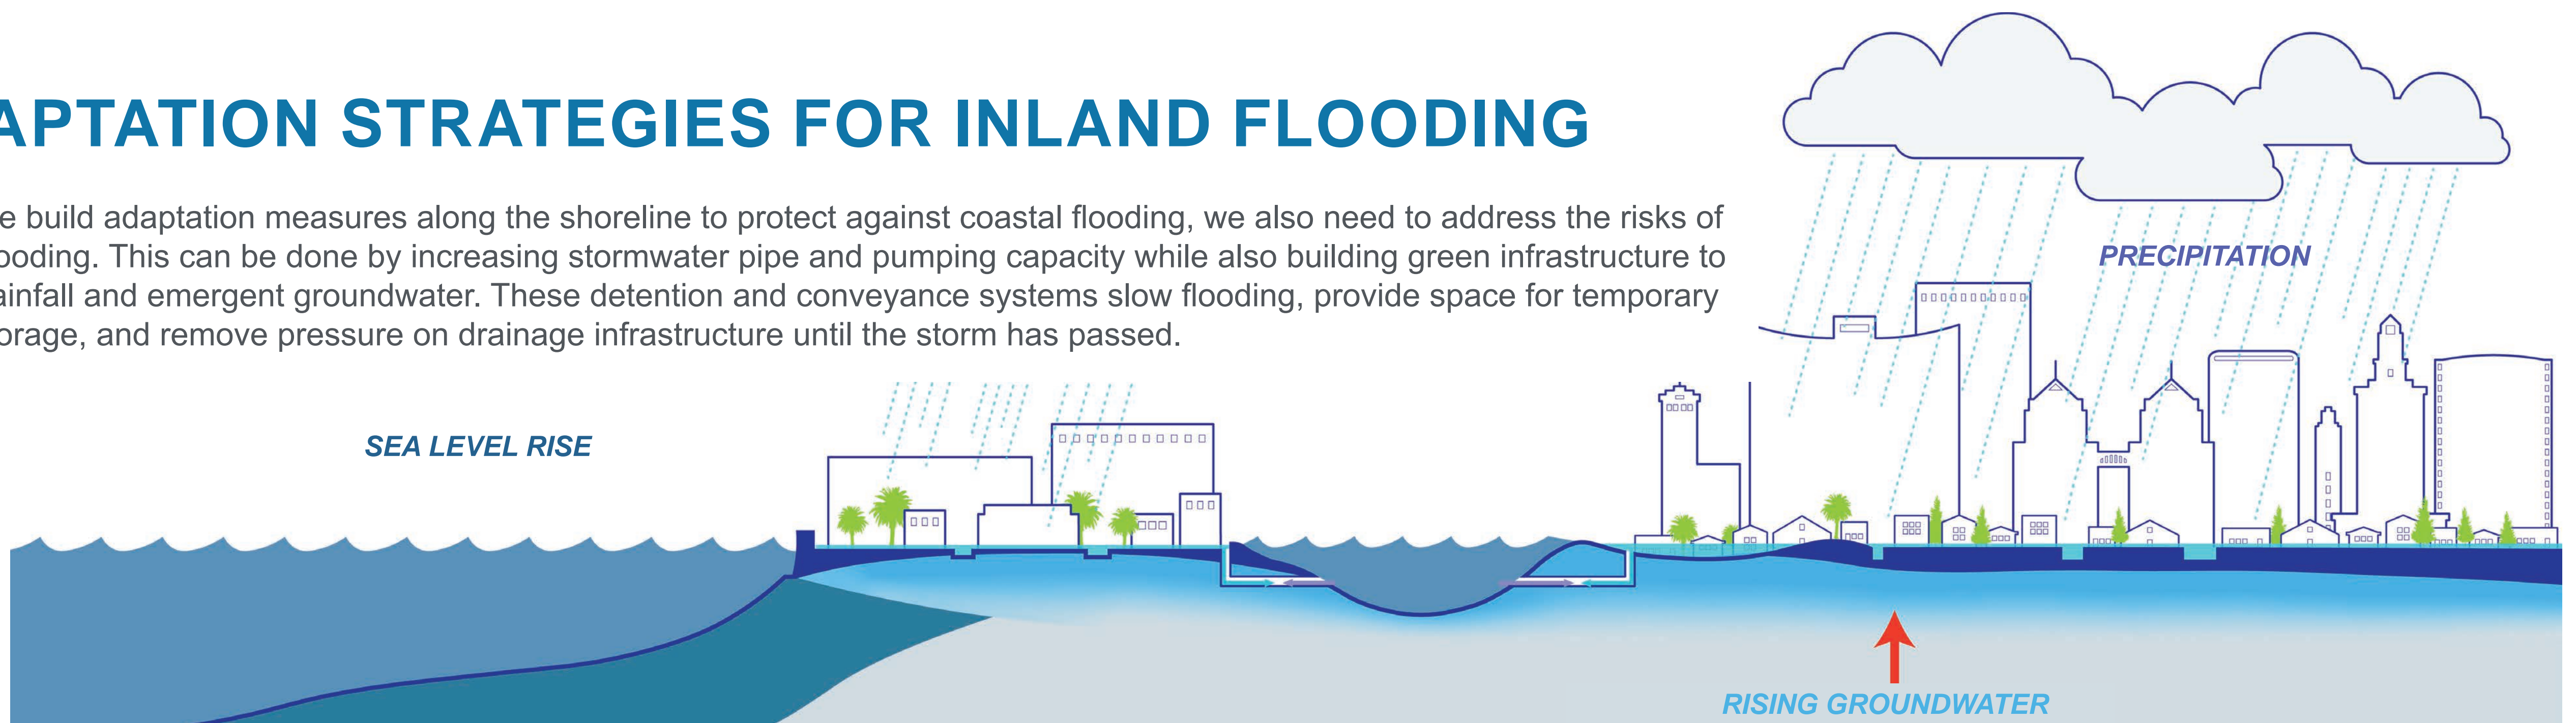 APTATION STRATEGIES FOR INLAND FLOODING
e build adaptation measures along the shoreline to protect against coastal flooding, we also need to address the risks of
ooding. This can be done by increasing stormwater pipe and pumping capacity while also building green infrastructure to
ainfall and emergent groundwater. These detention and conveyance systems slow flooding, provide space for temporary
orage, and remove pressure on drainage infrastructure until the storm has passed.
PRECIPITATION
SEA LEVEL RISE
RISING GROUNDWATER